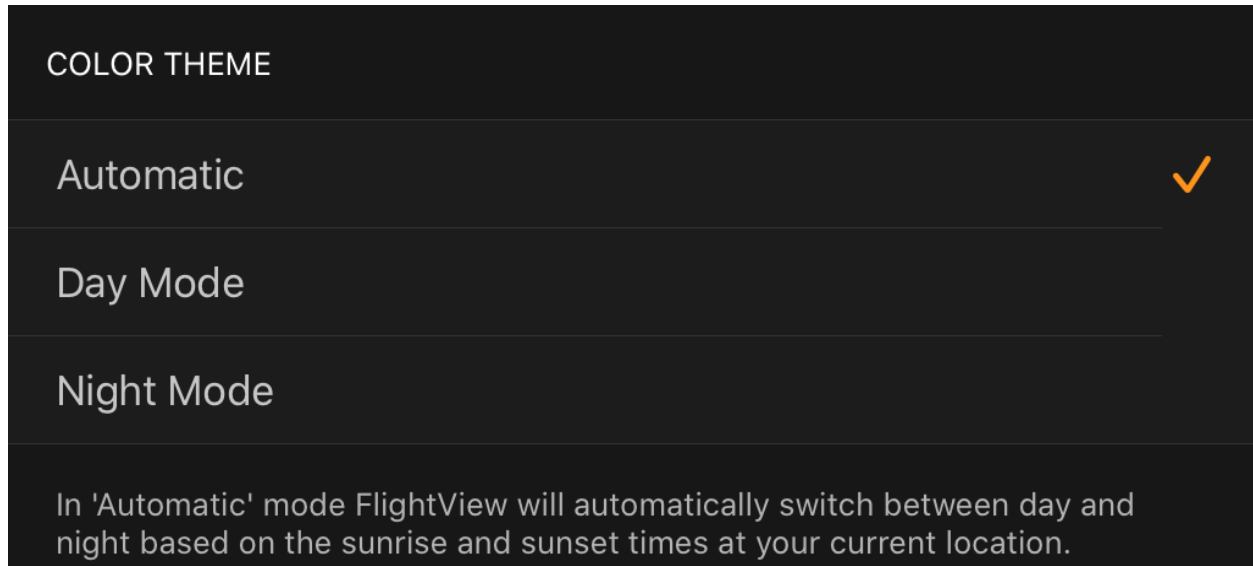 COLOR THEME
Automatic
Day Mode
Night Mode
In 'Automatic' mode FlightView will automatically switch between day and
night based on the sunrise and sunset times at your current location.